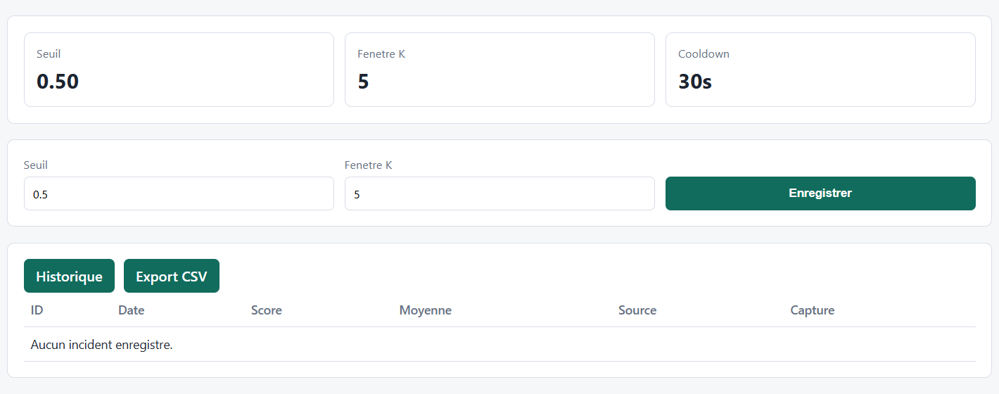 Seuil
0.50
Fenetre K
5
Cooldown
30s
Seuil
0.5
Fenetre K
5
Enregistrer
Historique Export CSV
ID Date Score Moyenne Source Capture
Aucun incident enregistre.